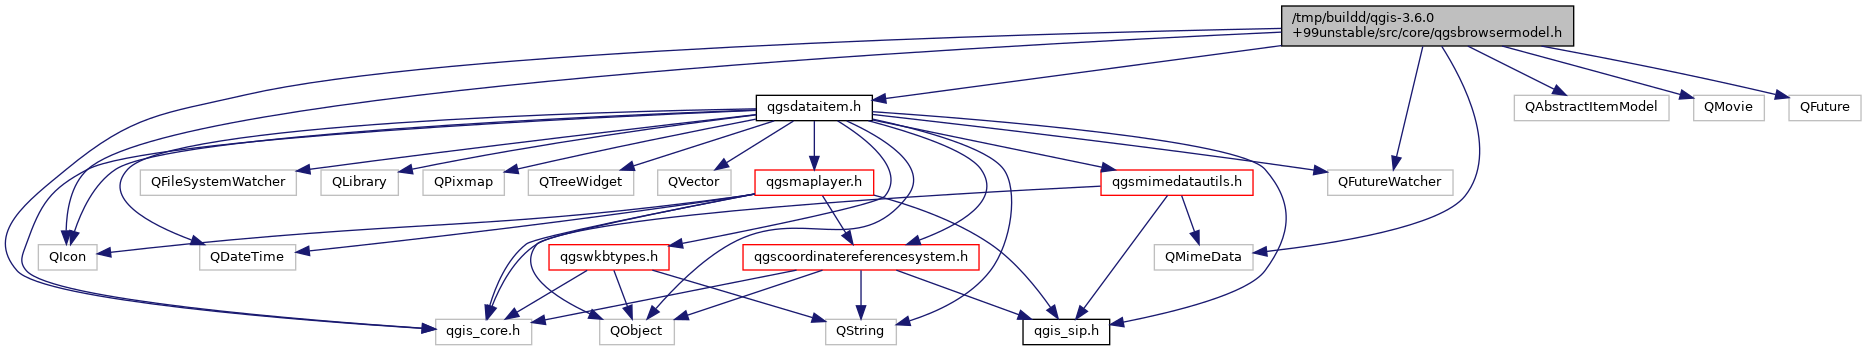 /tmp/buildd/qgis-3.6.0
+99unstable/src/core/qgsbrowsermodel.h
qgsdataitem.h
QAbstractItemModel
QMovie
QFuture
QFileSystemWatcher
QLibrary
QPixmap
QTreeWidget
QVector
qgsmaplayer.h
qgsmimedatautils.h
QFutureWatcher
QIcon
QDateTime
qgswkbtypes.h
qgscoordinatereferencesystem.h
QMimeData
qgis_core.h
QObject
QString
qgis_sip.h